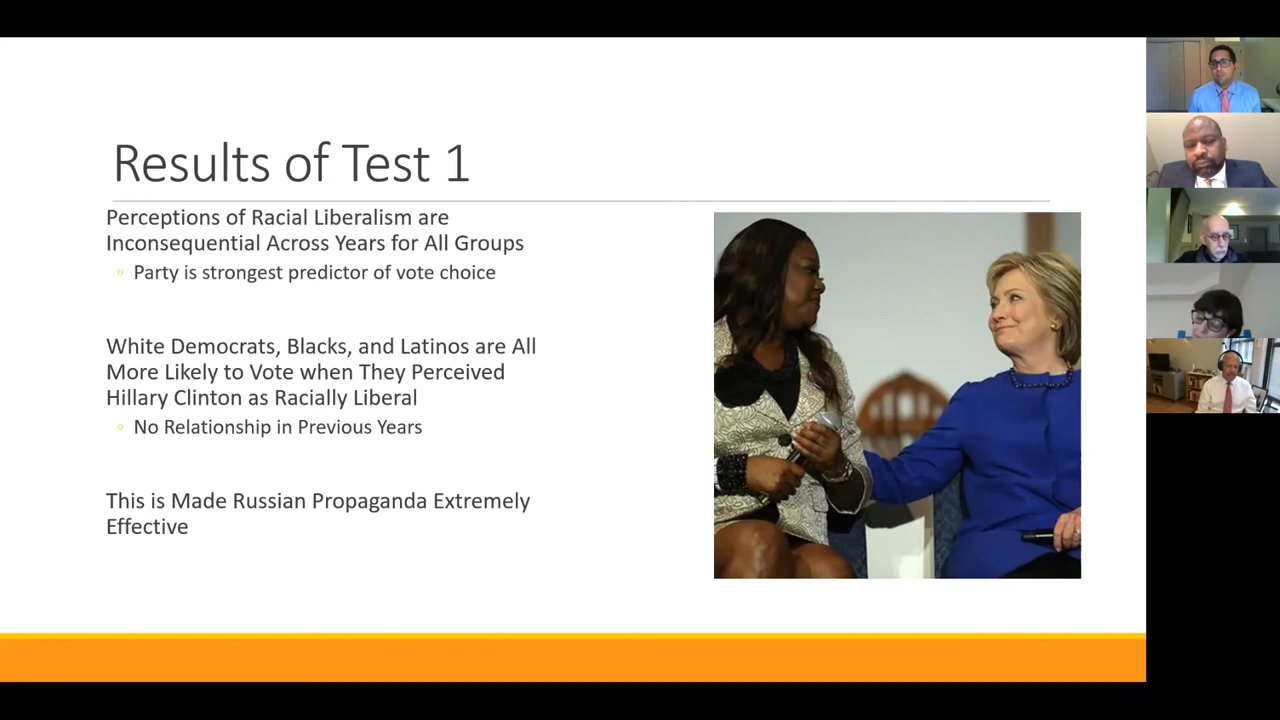 Results of Test 1
Perceptions of Racial Liberalism are
Inconsequential Across Years for All Groups
Party is strongest predictor of vote choice
White Democrats, Blacks, and Latinos are All
More Likely to Vote when They Perceived
Hillary Clinton as Racially Liberal
No Relationship in Previous Years
This is Made Russian Propaganda Extremely
Effective